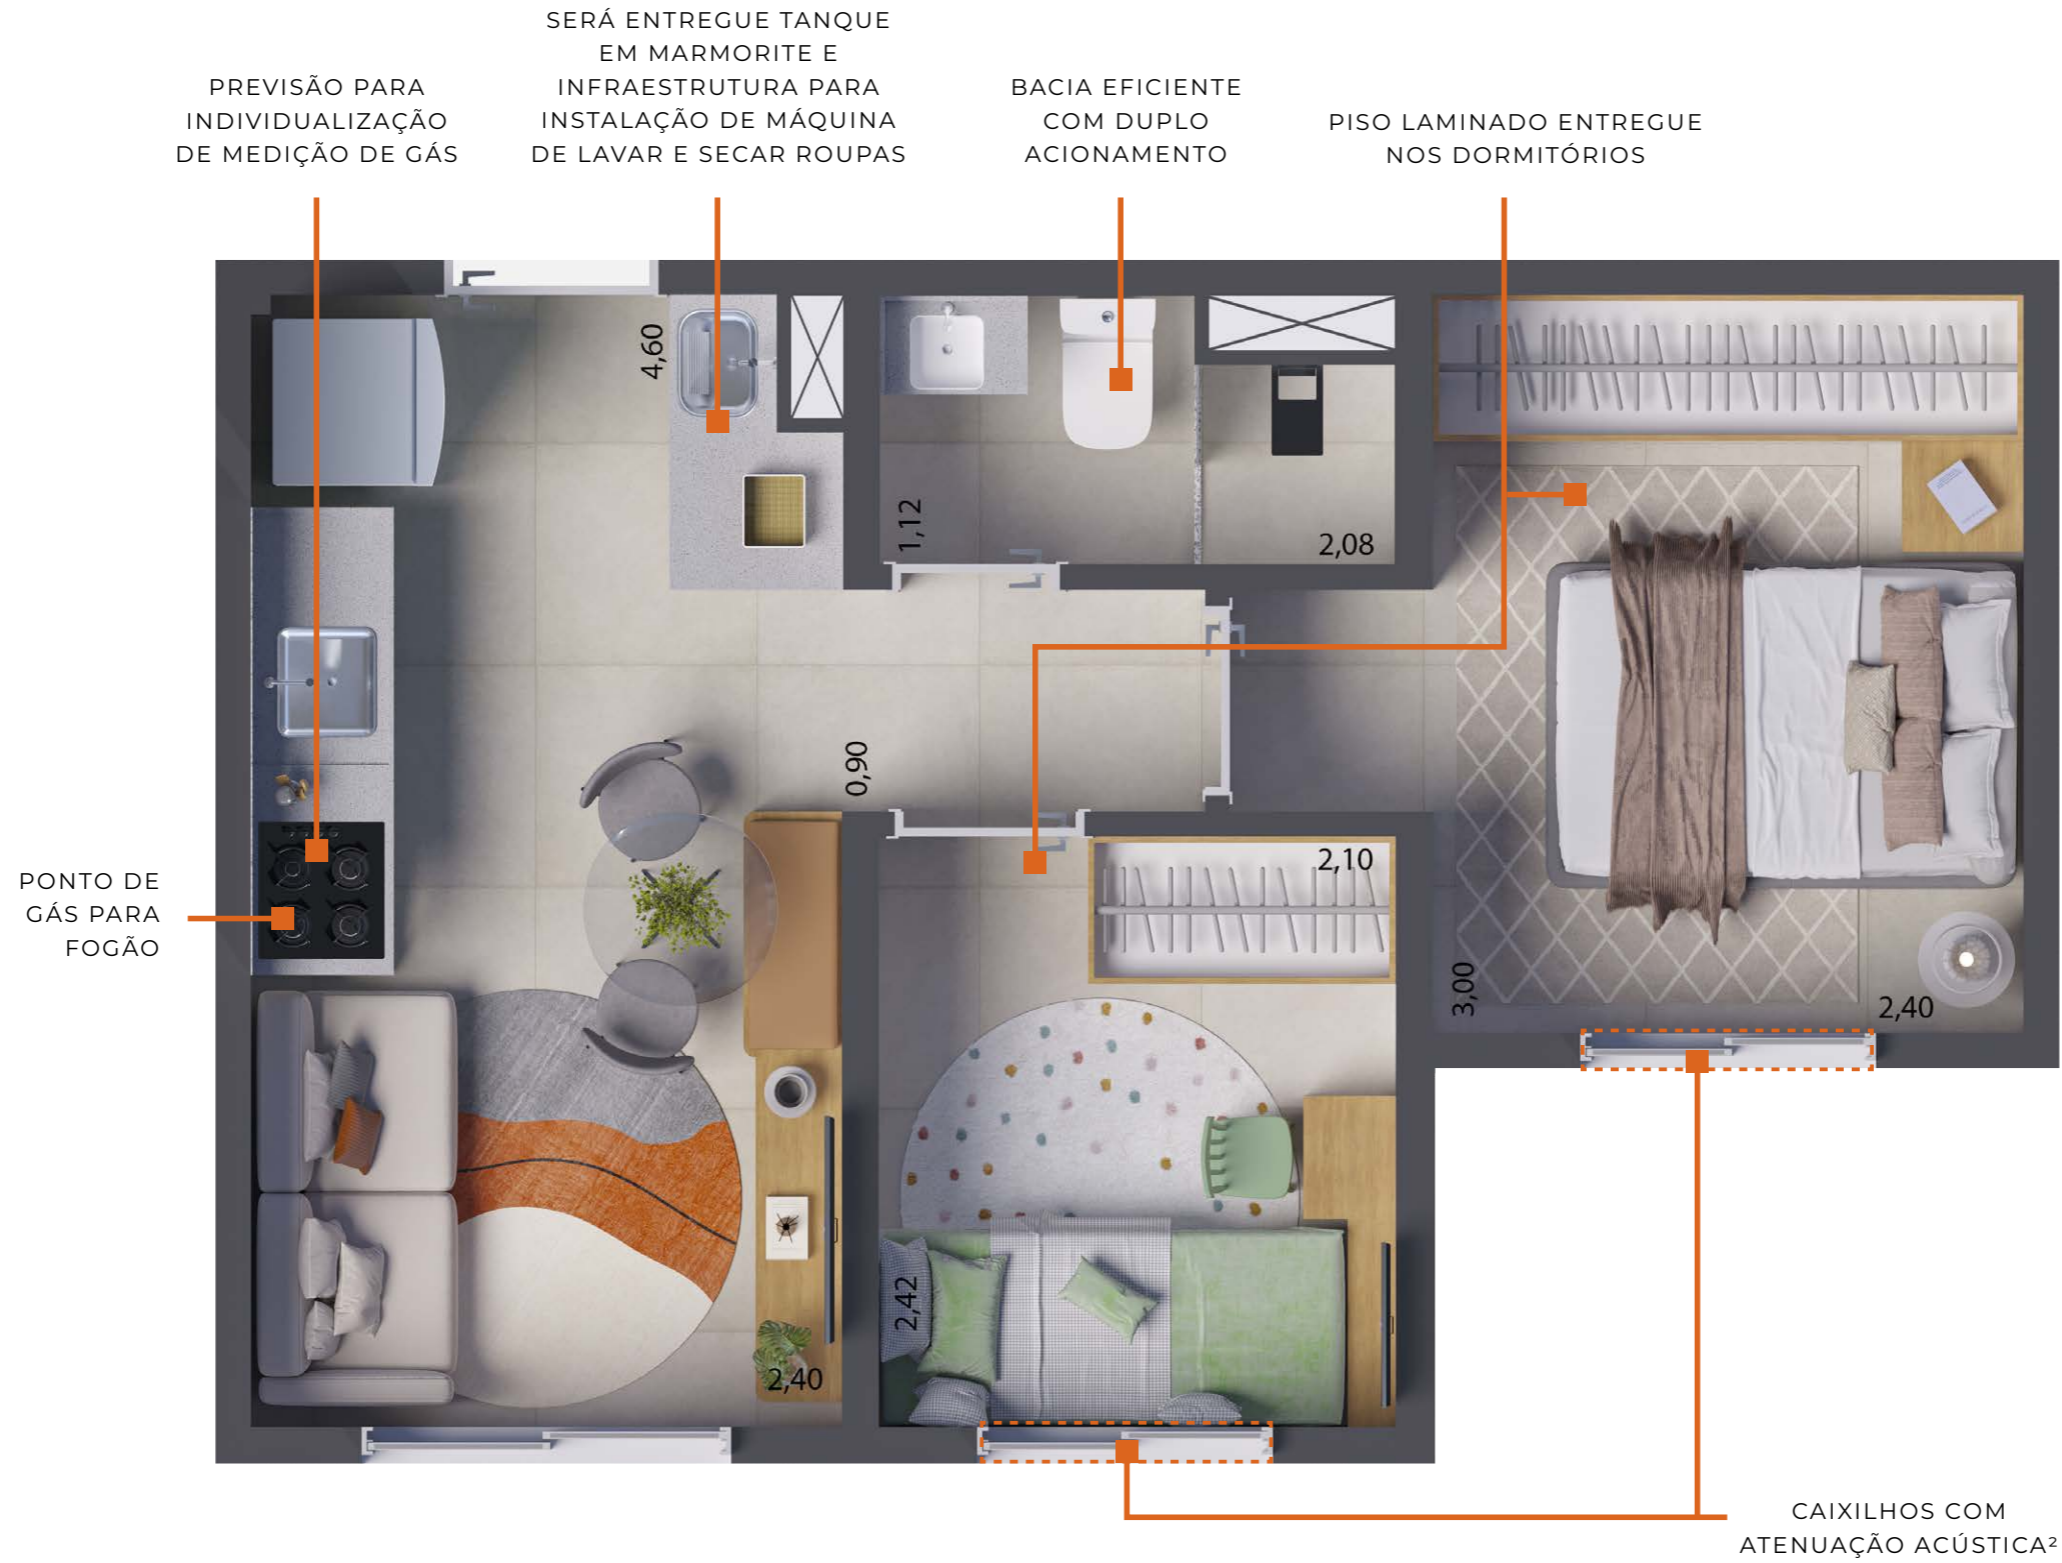 SERÁ ENTREGUE TANQUE
EM MARMORITE E
INFRAESTRUTURA PARA
INSTALAÇÃO DE MÁQUINA
DE LAVAR E SECAR ROUPAS
PREVISÃO PARA
INDIVIDUALIZAÇÃO
DE MEDIÇÃO DE GÁS
BACIA EFICIENTE
COM DUPLO
ACIONAMENTO
PISO LAMINADO ENTREGUE
NOS DORMITÓRIOS
4,60
1,12
2,08
0,90
2,10
PONTO DE
GÁS PARA
FOGÃO
3,00
2,40
2,42
2,40
CAIXILHOS COM
ATENUAÇÃO ACÚSTICA²